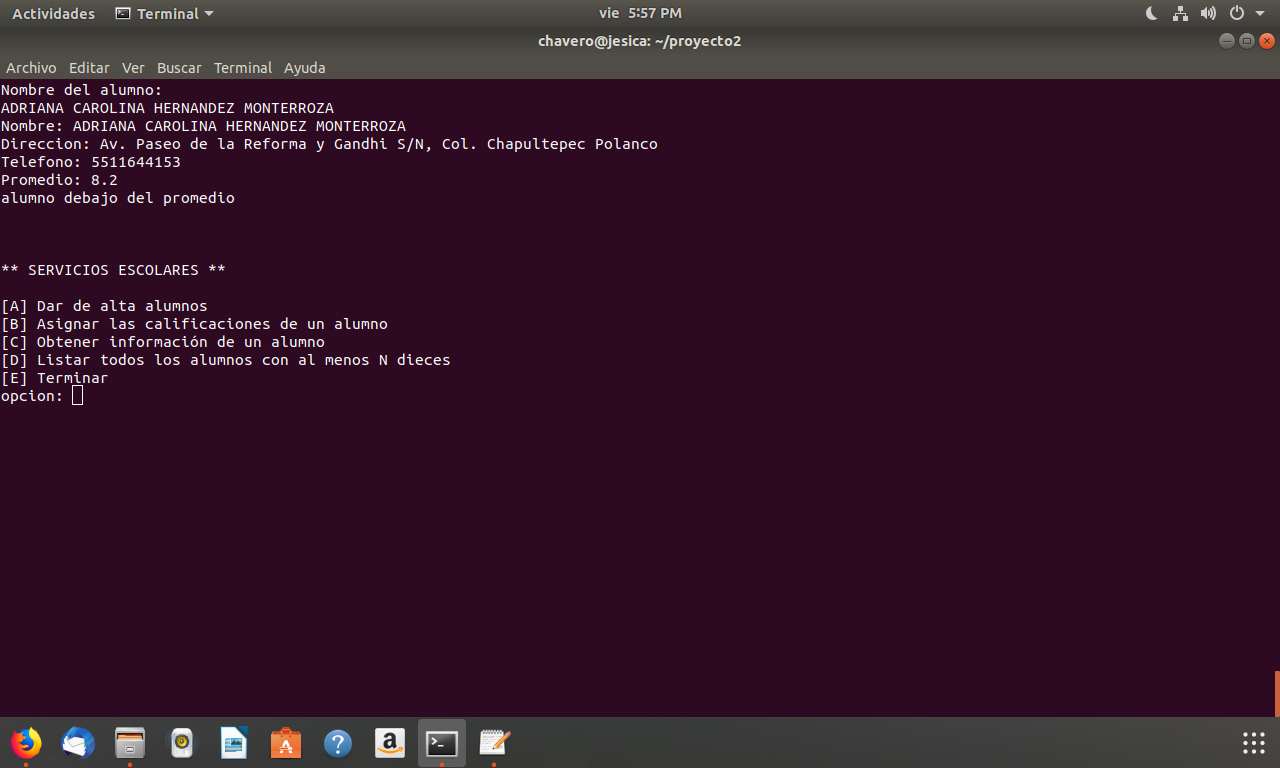 Actividades Terminal vie 5:57 PM
chavero@jesica: ~/proyecto2
Archivo Editar Ver Buscar Terminal Ayuda
Nombre del alumno:
ADRIANA CAROLINA HERNANDEZ MONTERROZA
Nombre: ADRIANA CAROLINA HERNANDEZ MONTERROZA
Direccion: Av. Paseo de la Reforma y Gandhi S/N, Col. Chapultepec Polanco
Telefono: 5511644153
Promedio: 8.2
alumno debajo del promedio
** SERVICIOS ESCOLARES **
[A] Dar de alta alumnos
[B] Asignar las calificaciones de un alumno
[C] Obtener información de un alumno
[D] Listar todos los alumnos con al menos N dieces
[E] Terminar
opcion: